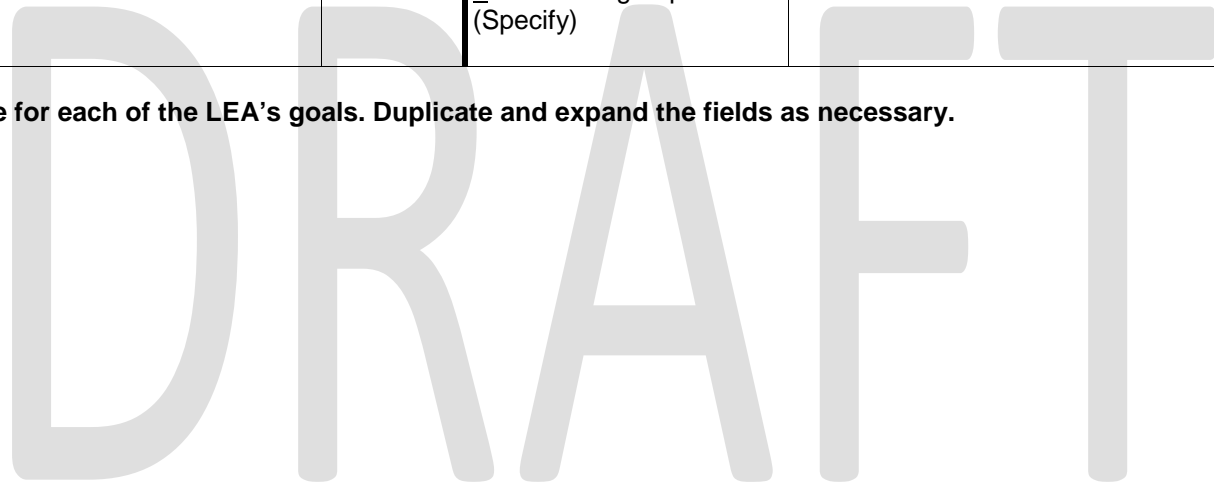 (Specify)
e for each of the LEA’s goals. Duplicate and expand the fields as necessary.
DRAFT